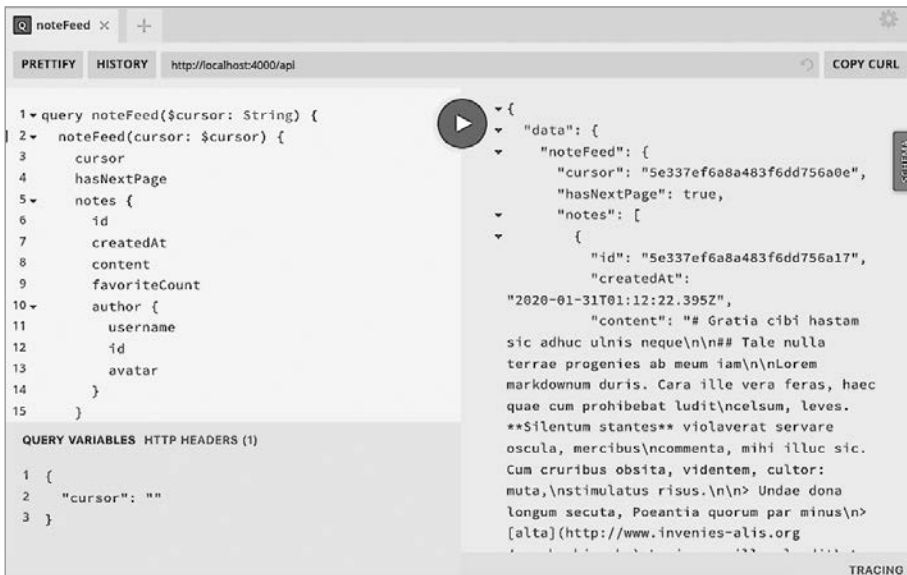 noteFeed
PRETTIFY HISTORY http://localhost:4000/api COPY CURL
1 query noteFeed($cursor: String) {
2 noteFeed(cursor: $cursor) {
3 cursor
4 hasNextPage
5 notes {
6 id
7 createdAt
8 content
9 favoriteCount
10 author {
11 username
12 id
13 avatar
14 }
15 }
QUERY VARIABLES HTTP HEADERS (1)
1 {
2 "cursor": ""
3 }
{
"data": {
"noteFeed": {
"cursor": "5e337ef6a8a483f6dd756a0e",
"hasNextPage": true,
"notes": [
{
"id": "5e337ef6a8a483f6dd756a17",
"createdAt":
"2020-01-31T01:12:22.395Z",
"content": "# Gratia cibi hastam
sic adhuc ulnis neque\n\n## Tale nulla
terrae progenies ab meum iam\n\nLorem
markdownum duris. Cara ille vera feras, haec
quae cum prohibebat ludit\ncelsum, leves.
**Silentum stantes** violaverat servare
oscula, mercibus\ncommenta, mihi illuc sic.
Cum cruribus obsita, videntem, cultor:
muta,\nstimulatus risus.\n\n> Undae dona
longum secuta, Poeantia quorum par minus\n>
[alta](http://www.invenies-alis.org
SCHEMA
TRACING